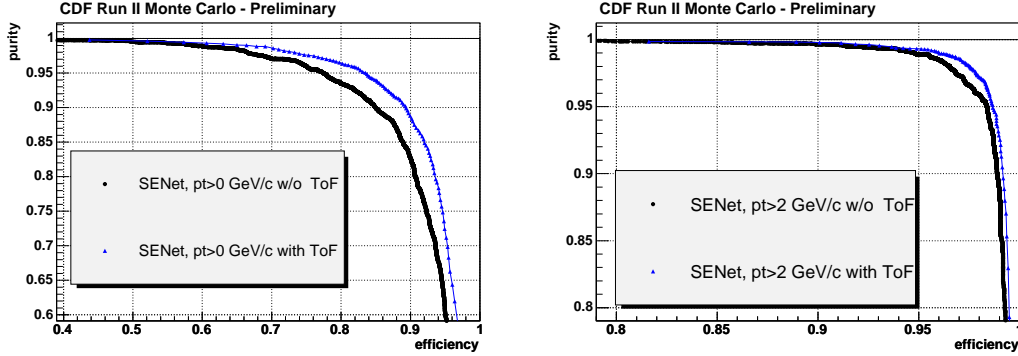 CDF Run II Monte Carlo - Preliminary
purity
1
0.95
0.9
0.85
0.8
0.75
0.7
0.65
0.6
SENet, pt>0 GeV/c w/o ToF
SENet, pt>0 GeV/c with ToF
0.4 0.5 0.6 0.7 0.8 0.9 1
efficiency
CDF Run II Monte Carlo - Preliminary
purity
1
0.95
0.9
0.85
0.8
SENet, pt>2 GeV/c w/o ToF
SENet, pt>2 GeV/c with ToF
0.8 0.85 0.9 0.95 1
efficiency